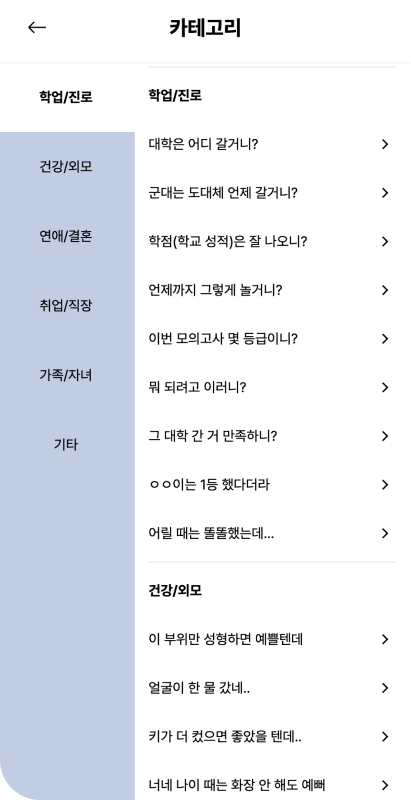 카테고리
학업/진로
건강/외모
연애/결혼
취업/직장
가족/자녀
기타
학업/진로
대학은 어디 갈거니?
군대는 도대체 언제 갈거니?
학점(학교 성적)은 잘 나오니?
언제까지 그렇게 놀거니?
이번 모의고사 몇 등급이니?
뭐 되려고 이러니?
그 대학 간 거 만족하니?
ㅇㅇ이는 1등 했다더라
어릴 때는 똘똘했는데...
건강/외모
이 부위만 성형하면 예쁠텐데
얼굴이 한 물 갔네..
키가 더 컸으면 좋았을 텐데..
너네 나이 때는 화장 안 해도 예뻐